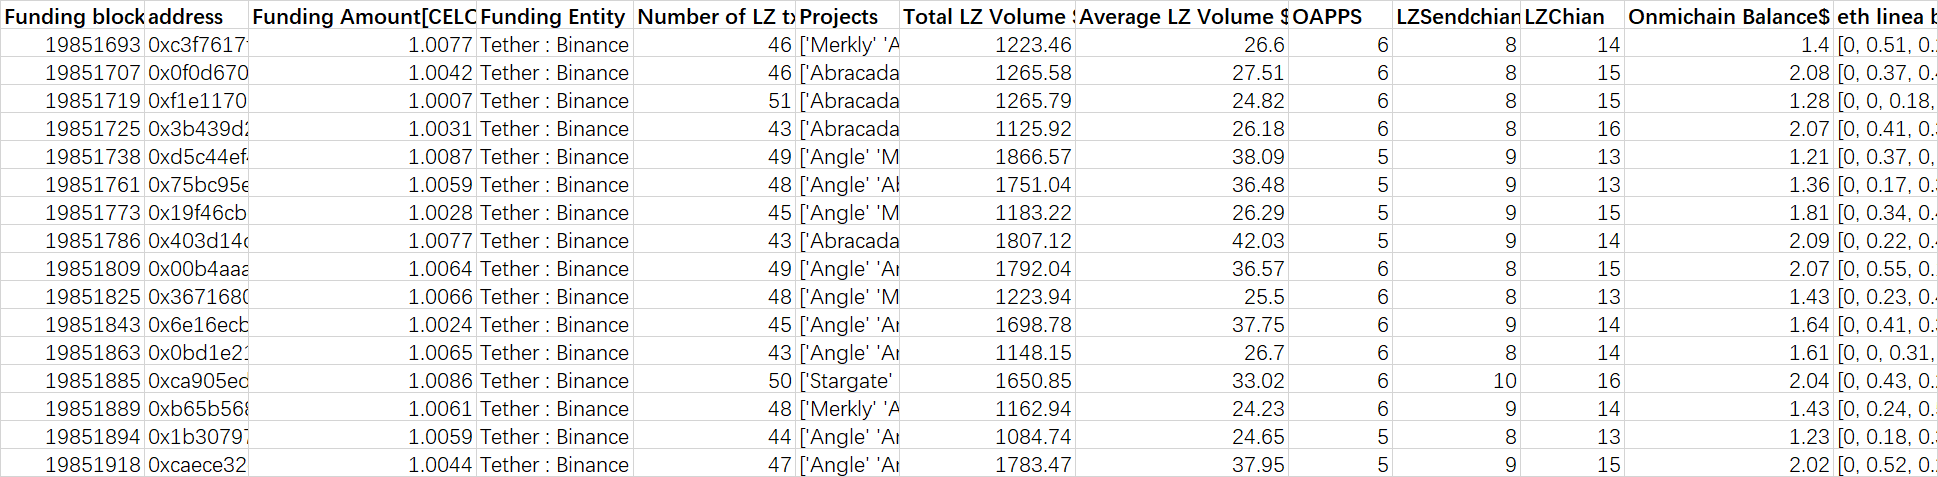 Funding block address Funding Amount[CELO Funding Entity Number of LZ tx Projects Total LZ Volume $ Average LZ Volume $ OAPPS LZSendchian LZChian Onmichain Balance$ eth linea b
19851693 0xc3f7617 1.0077 Tether : Binance 46 ['Merkly' 'A 1223.46 26.6 6 8 14 1.4 [0, 0.51, 0.
19851707 0x0f0d670 1.0042 Tether : Binance 46 ['Abracada 1265.58 27.51 6 8 15 2.08 [0, 0.37, 0.
19851719 0xf1e1170 1.0007 Tether : Binance 51 ['Abracada 1265.79 24.82 6 8 15 1.28 [0, 0, 0.18,
19851725 0x3b439d2 1.0031 Tether : Binance 43 ['Abracada 1125.92 26.18 6 8 16 2.07 [0, 0.41, 0.
19851738 0xd5c44ef 1.0087 Tether : Binance 49 ['Angle' 'M 1866.57 38.09 5 9 13 1.21 [0, 0.37, 0,
19851761 0x75bc95e 1.0059 Tether : Binance 48 ['Angle' 'Ab 1751.04 36.48 5 9 13 1.36 [0, 0.17, 0.
19851773 0x19f46cb 1.0028 Tether : Binance 45 ['Angle' 'M 1183.22 26.29 5 9 15 1.81 [0, 0.34, 0.
19851786 0x403d14c 1.0077 Tether : Binance 43 ['Abracada 1807.12 42.03 5 9 14 2.09 [0, 0.22, 0.
19851809 0x00b4aaa 1.0064 Tether : Binance 49 ['Angle' 'Ar 1792.04 36.57 6 8 15 2.07 [0, 0.55, 0.
19851825 0x3671680 1.0066 Tether : Binance 48 ['Angle' 'M 1223.94 25.5 6 8 13 1.43 [0, 0.23, 0.
19851843 0x6e16ecb 1.0024 Tether : Binance 45 ['Angle' 'Ar 1698.78 37.75 6 9 14 1.64 [0, 0.41, 0.
19851863 0x0bd1e21 1.0065 Tether : Binance 43 ['Angle' 'Ar 1148.15 26.7 6 8 14 1.61 [0, 0, 0.31,
19851885 0xca905ec 1.0086 Tether : Binance 50 ['Stargate' 1650.85 33.02 6 10 16 2.04 [0, 0.43, 0.
19851889 0xb65b568 1.0061 Tether : Binance 48 ['Merkly' 'A 1162.94 24.23 6 9 14 1.43 [0, 0.24, 0.
19851894 0x1b30797 1.0059 Tether : Binance 44 ['Angle' 'Ar 1084.74 24.65 5 8 13 1.23 [0, 0.18, 0.
19851918 0xcaece32 1.0044 Tether : Binance 47 ['Angle' 'Ar 1783.47 37.95 5 9 15 2.02 [0, 0.52, 0.